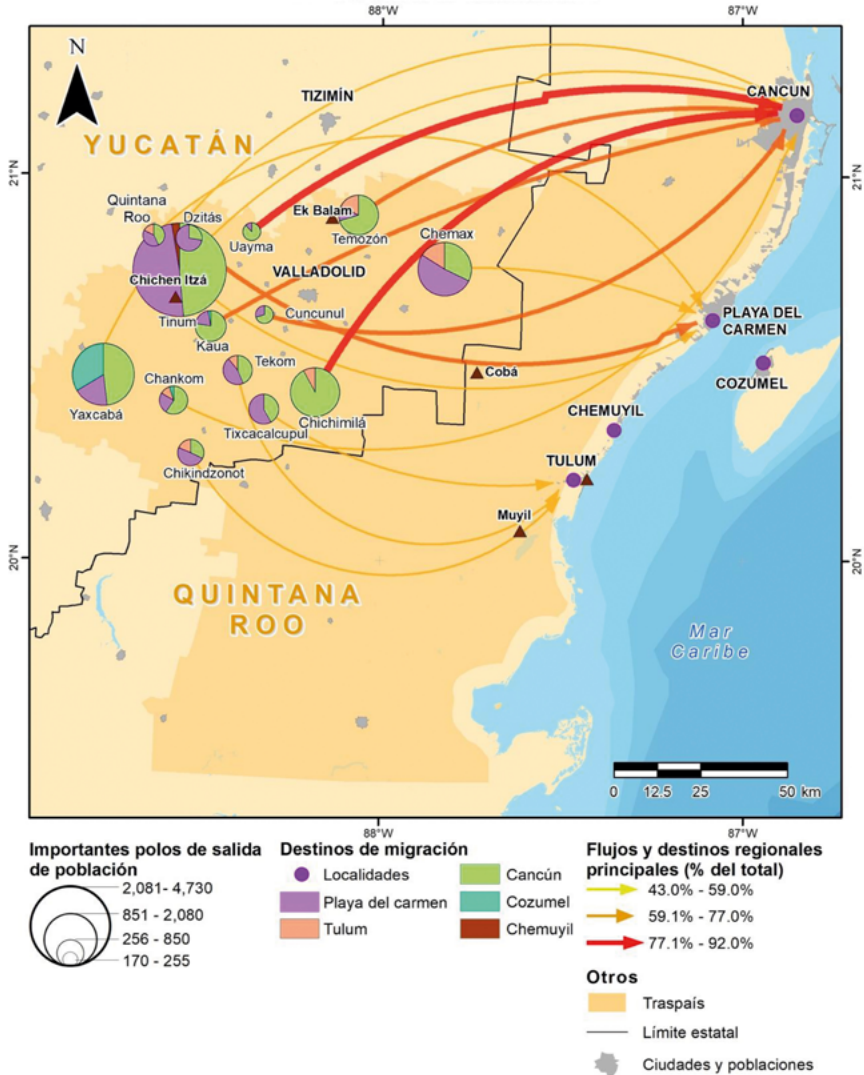 88°W 87°W
N
TIZIMÍN
CANCUN
YUCATÁN
21°N
21°N
Quintana
Roo
Dzitás
Uayma
Ek Balam
Temozón
Chemax
VALLADOLID
Chichen Itzá
Tinum
Kaua
Cuncunul
PLAYA DEL
CARMEN
Tekom
Cobá
COZUMEL
Yaxcabá
Chankom
Tixcacalcupul
Chichimilá
CHEMUYIL
Chikindzonot
TULUM
Muyil
20°N
20°N
QUINTANA
ROO
Mar
Caribe
0 12.5 25 50 km
88°W 87°W
Importantes polos de salida
de población
2,081- 4,730
851 - 2,080
256 - 850
170 - 255
Destinos de migración
Localidades
Playa del carmen
Tulum
Cancún
Cozumel
Chemuyil
Flujos y destinos regionales
principales (% del total)
43.0% - 59.0%
59.1% - 77.0%
77.1% - 92.0%
Otros
Traspaís
Límite estatal
Ciudades y poblaciones